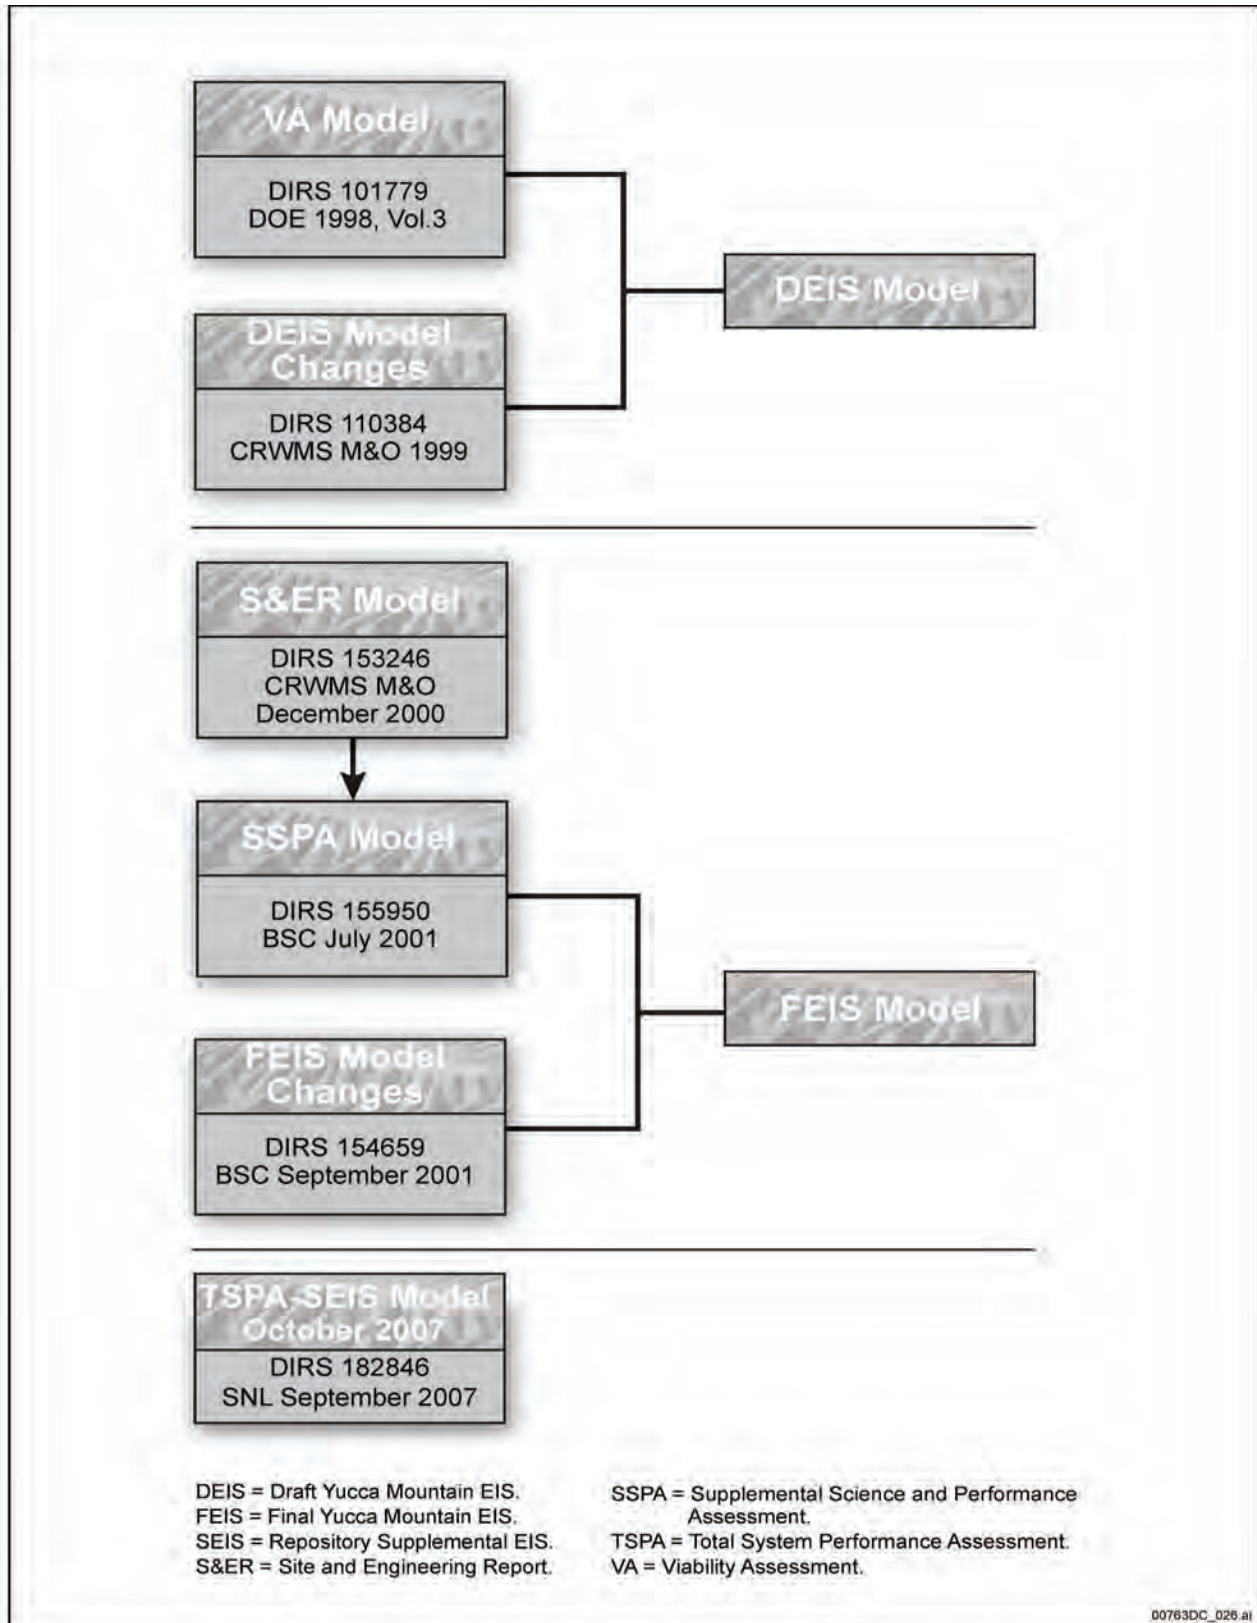 VA Model
DIRS 101779
DOE 1998, Vol.3
DEIS Model
DEIS Model
Changes
DIRS 110384
CRWMS M&O 1999
S&ER Model
DIRS 153246
CRWMS M&O
December 2000
SSPA Model
DIRS 155950
BSC July 2001
FEIS Model
FEIS Model
Changes
DIRS 154659
BSC September 2001
TSPA-SEIS Model
October 2007
DIRS 182846
SNL September 2007
DEIS = Draft Yucca Mountain EIS.
FEIS = Final Yucca Mountain EIS.
SEIS = Repository Supplemental EIS.
S&ER = Site and Engineering Report.
SSPA = Supplemental Science and Performance
Assessment.
TSPA = Total System Performance Assessment.
VA = Viability Assessment.
00763DC_026.ai